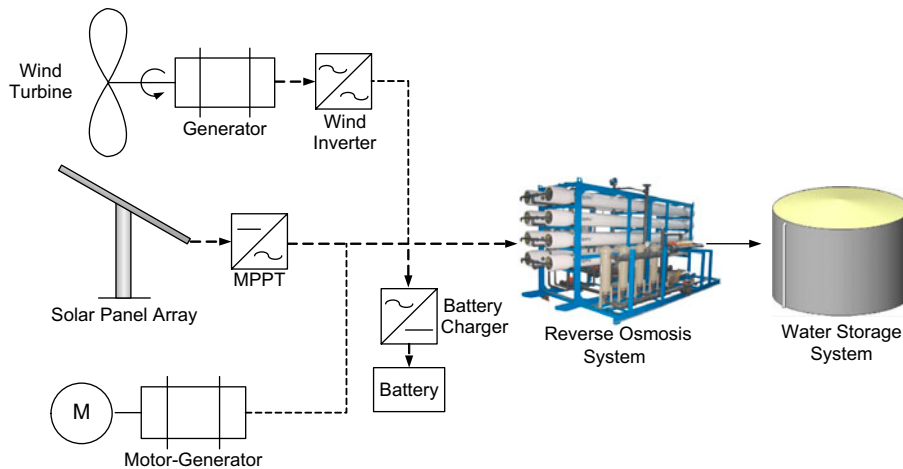 Wind
Turbine
Generator
Wind
Inverter
MPPT
Solar Panel Array
Battery
Charger
Reverse Osmosis
System
Water Storage
System
Battery
M
Motor-Generator